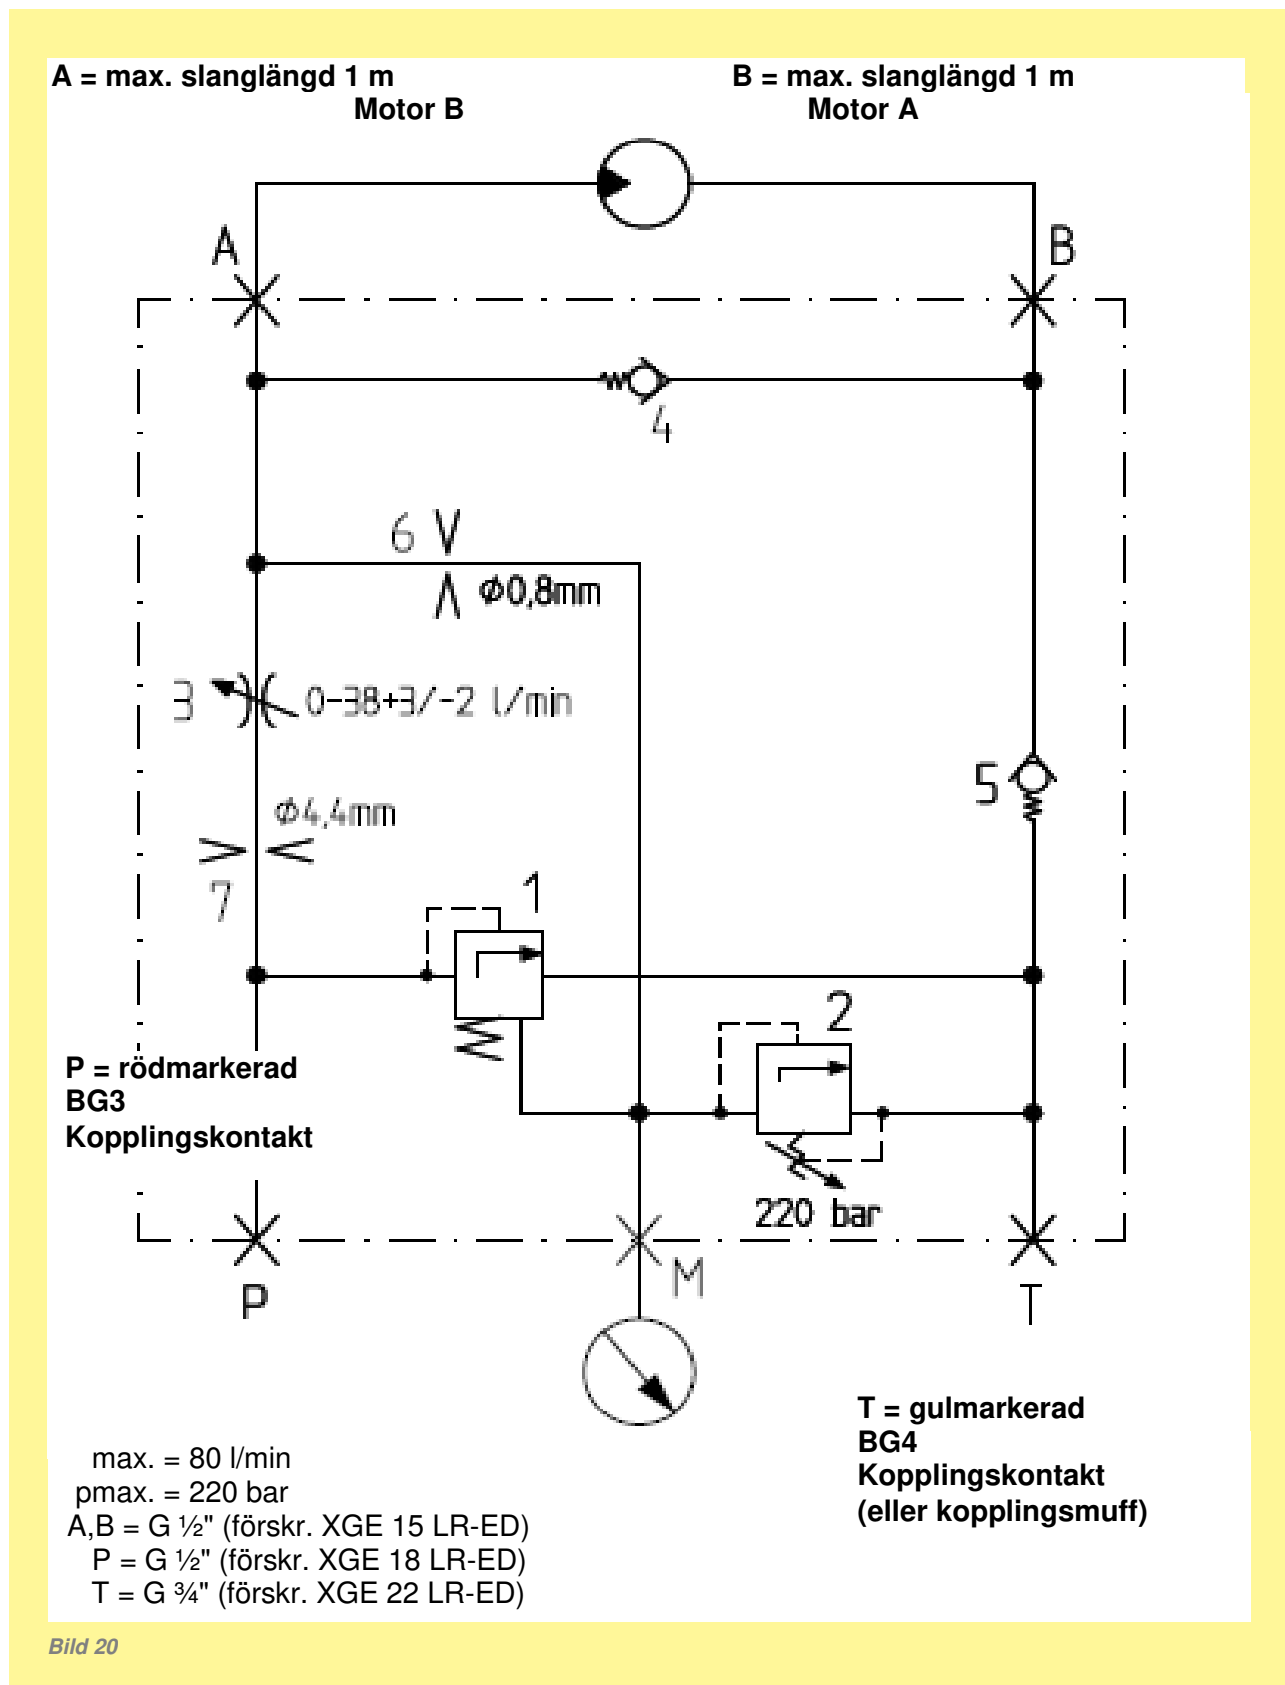 A = max. slanglängd 1 m
Motor B
B = max. slanglängd 1 m
Motor A
A
B
4
6
Φ0,8mm
3
0-38+3/-2 l/min
5
Φ4,4mm
7
1
2
P = rödmarkerad
BG3
Kopplingskontakt
220 bar
P
M
T
T = gulmarkerad
BG4
Kopplingskontakt
(eller kopplingsmuff)
max. = 80 l/min
pmax. = 220 bar
A,B = G ½" (förskr. XGE 15 LR-ED)
P = G ½" (förskr. XGE 18 LR-ED)
T = G ¾" (förskr. XGE 22 LR-ED)
Bild 20